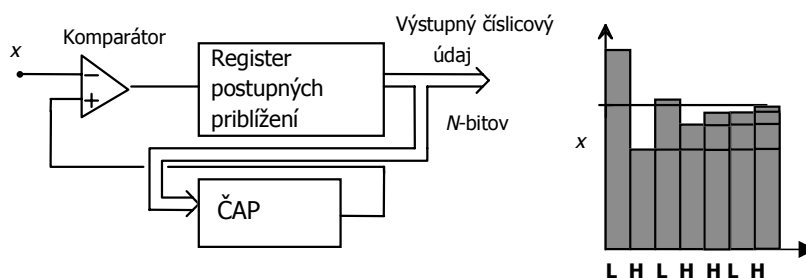 Výstupný číslicový
údaj
Komparátor
x
−
+
Register
postupných
priblížení
N-bitov
ČAP
x
L H L H H L H